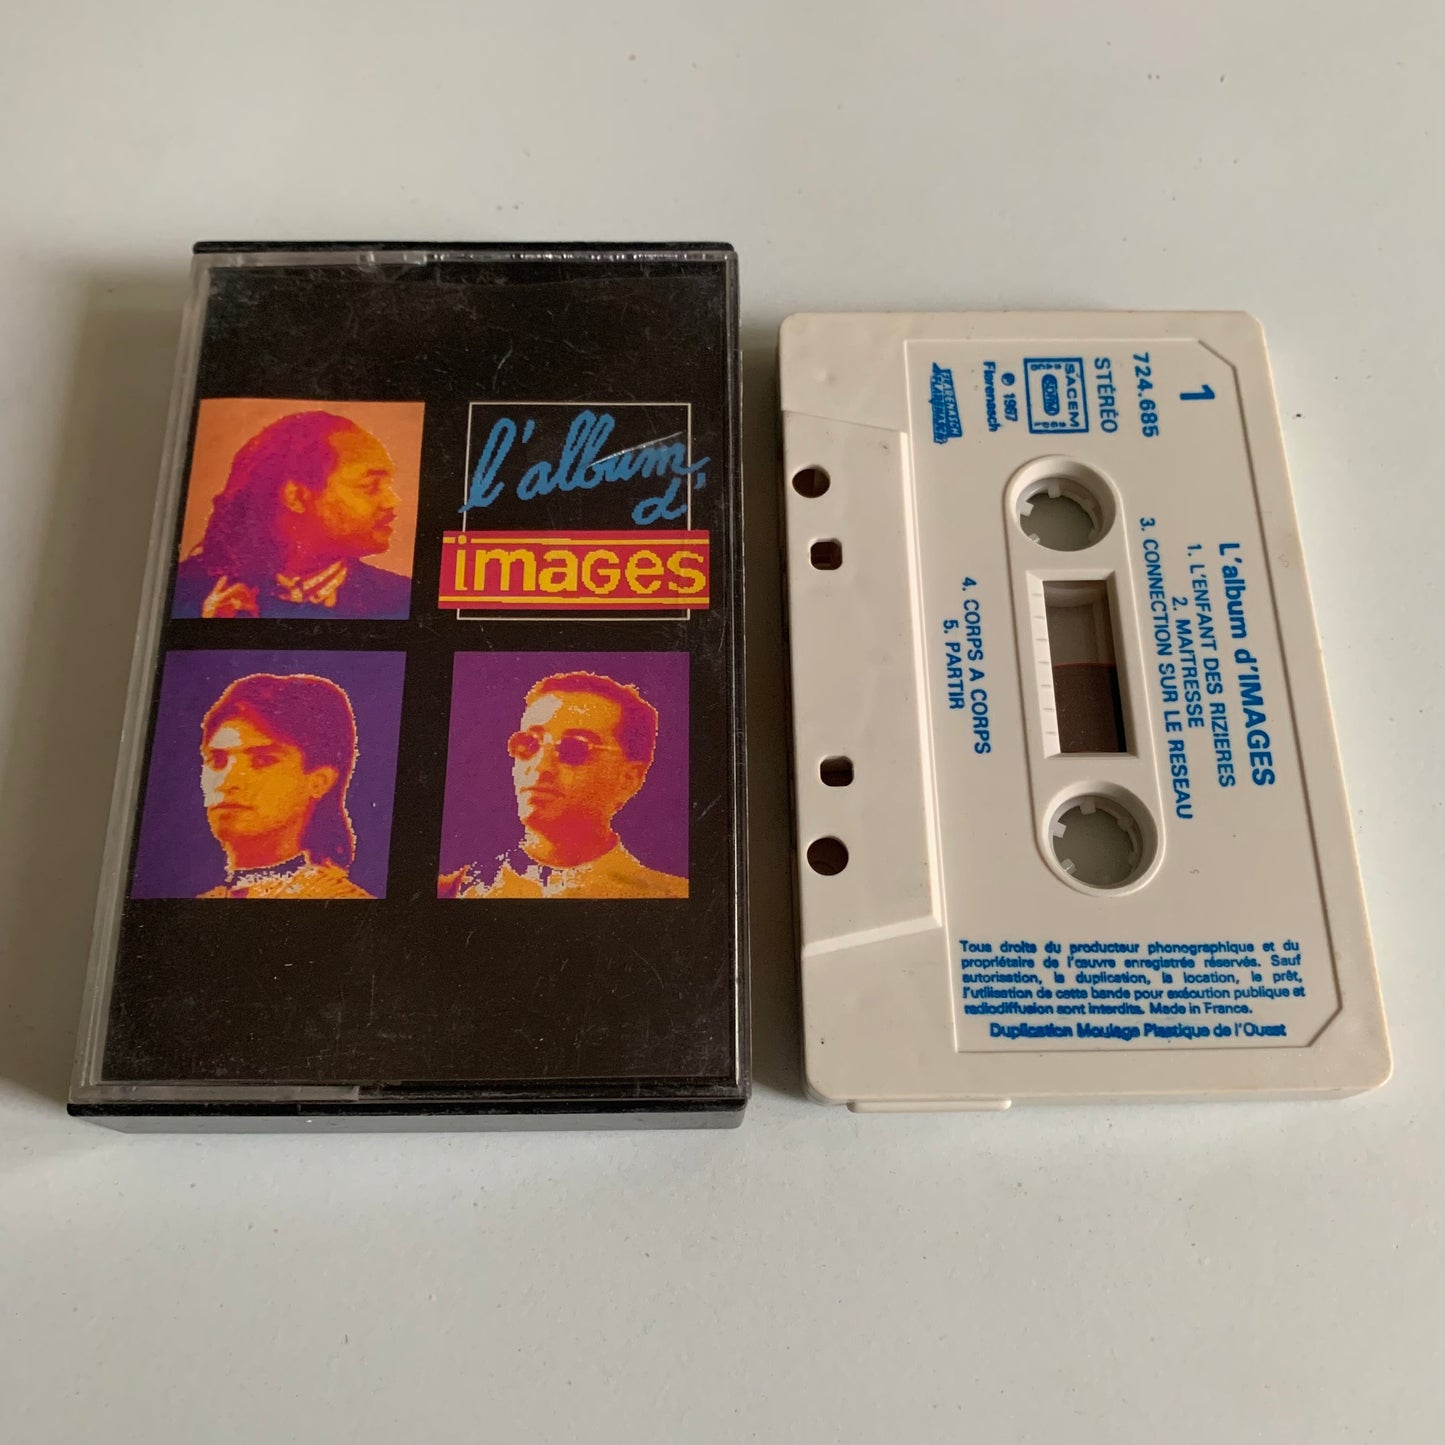 l'album
d'
images
1
724.685
STÉRÉO
SACEM
℗ 1987
Flarenasch
FLARENASCH
L'album d'IMAGES
1. L'ENFANT DES RIZIERES
2. MAITRESSE
3. CONNECTION SUR LE RESEAU
4. CORPS A CORPS
5. PARTIR
Tous droits du producteur phonographique et du
propriétaire de l'œuvre enregistrée réservés. Sauf
autorisation, la duplication, la location, le prêt,
l'utilisation de cette bande pour exécution publique et
radiodiffusion sont interdits. Made in France.
Duplication Moulage Plastique de l'Ouest